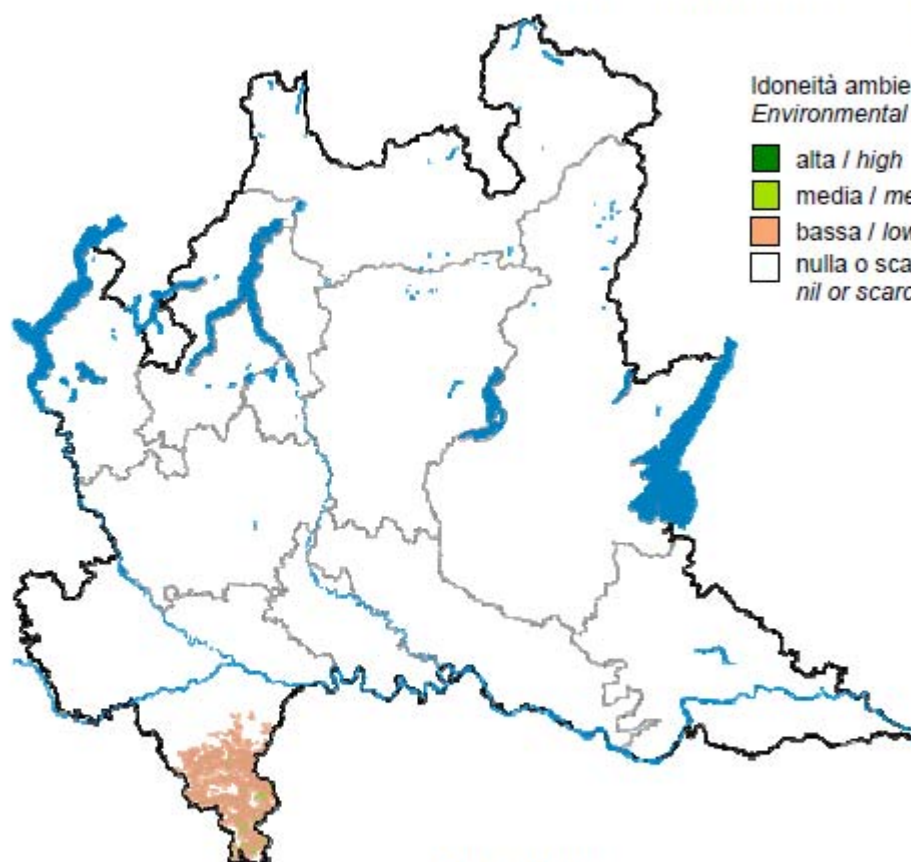 Idoneità ambie
Environmental
alta / high
media / me
bassa / low
nulla o sca
nil or scarc